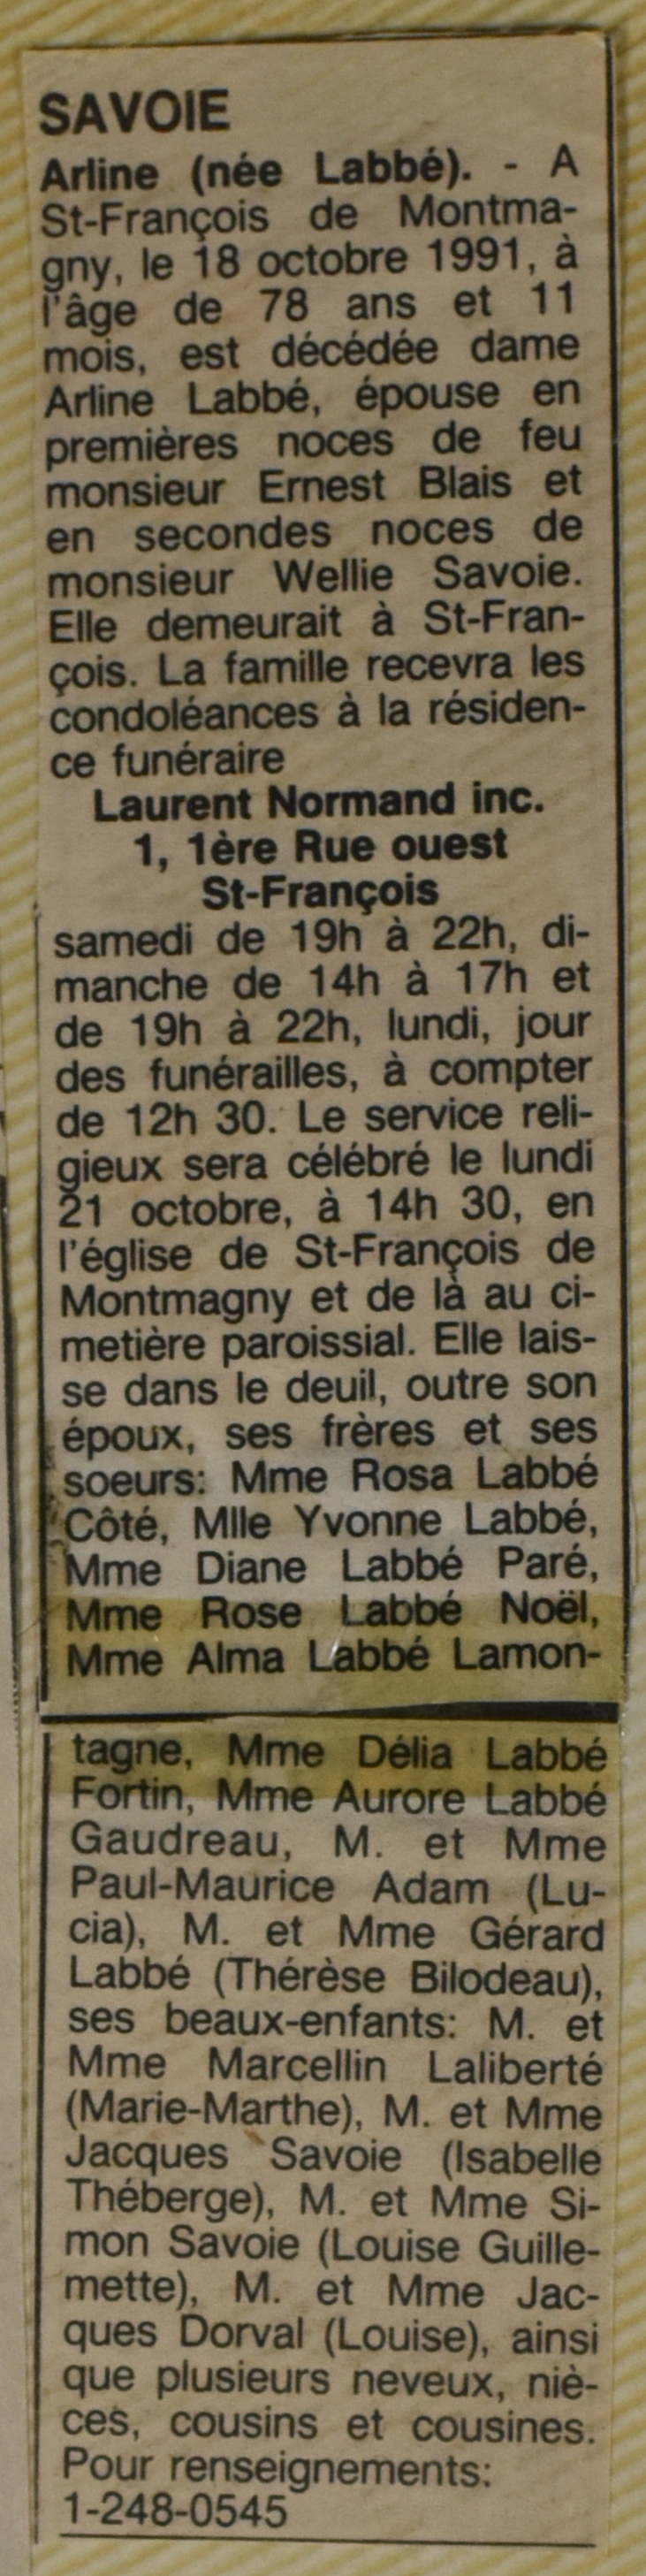 SAVOIE
Arline (née Labbé). - A
St-François de Montma-
gny, le 18 octobre 1991, à
l'âge de 78 ans et 11
mois, est décédée dame
Arline Labbé, épouse en
premières noces de feu
monsieur Ernest Blais et
en secondes noces de
monsieur Wellie Savoie.
Elle demeurait à St-Fran-
çois. La famille recevra les
condoléances à la résiden-
ce funéraire
Laurent Normand inc.
1, 1ère Rue ouest
St-François
samedi de 19h à 22h, di-
manche de 14h à 17h et
de 19h à 22h, lundi, jour
des funérailles, à compter
de 12h 30. Le service reli-
gieux sera célébré le lundi
21 octobre, à 14h 30, en
l'église de St-François de
Montmagny et de là au ci-
metière paroissial. Elle lais-
se dans le deuil, outre son
époux, ses frères et ses
soeurs: Mme Rosa Labbé
Côté, Mlle Yvonne Labbé,
Mme Diane Labbé Paré,
Mme Rose Labbé Noël,
Mme Alma Labbé Lamon-
tagne, Mme Délia Labbé
Fortin, Mme Aurore Labbé
Gaudreau, M. et Mme
Paul-Maurice Adam (Lu-
cia), M. et Mme Gérard
Labbé (Thérèse Bilodeau),
ses beaux-enfants: M. et
Mme Marcellin Laliberté
(Marie-Marthe), M. et Mme
Jacques Savoie (Isabelle
Théberge), M. et Mme Si-
mon Savoie (Louise Guille-
mette), M. et Mme Jac-
ques Dorval (Louise), ainsi
que plusieurs neveux, niè-
ces, cousins et cousines.
Pour renseignements:
1-248-0545